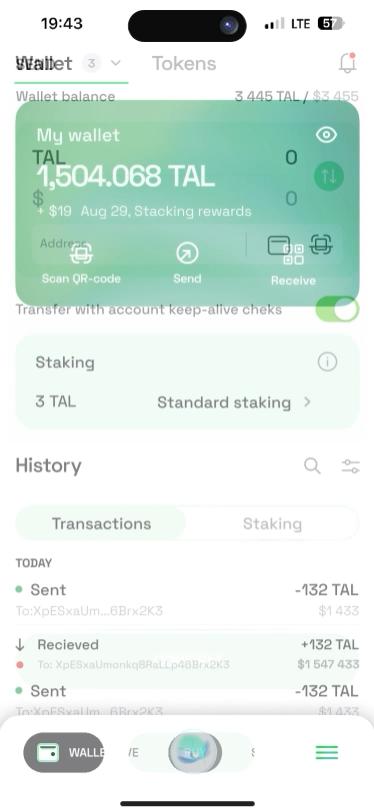 19:43 LTE 57
Wallet 3 Tokens
Wallet balance 3 445 TAL / $3 455
My wallet
TAL 0
1,504.068 TAL
$ 0
+ $19 Aug 29, Stacking rewards
Address
Scan QR-code Send Receive
Transfer with account keep-alive cheks
Staking
3 TAL Standard staking
History
Transactions Staking
TODAY
Sent -132 TAL
To:XpESxaUm...6Brx2K3 $1 433
Recieved +132 TAL
To: XpESxaUmonkq8RaLLp46Brx2K3 $1 547 433
Sent -132 TAL
To:XpESxaUm...6Brx2K3 $1 433
WALLE BUY